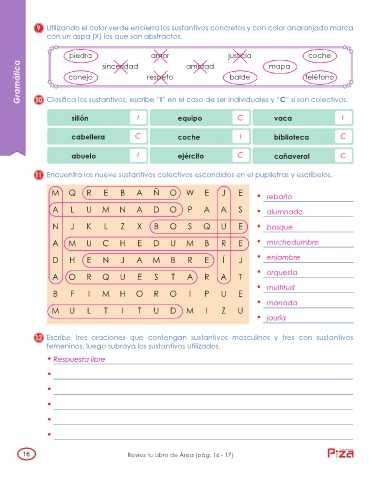 Gramática
9 Utilizando el color verde encierra los sustantivos concretos y con color anaranjado marca
con un aspa (X) los que son abstractos.
piedra amor justicia coche
sinceridad amistad mapa
conejo respeto balde teléfono
10 Clasifica los sustantivos, escribe "I" en el caso de ser individuales y "C" si son colectivos.
sillón I equipo C vaca I
cabellera C coche I biblioteca C
abuelo I ejército C cañaveral C
11 Encuentra los nueve sustantivos colectivos escondidos en el pupiletras y escríbelos.
M Q R E B A Ñ O W E J E
A L U M N A D O P A A S
N J K L Z X B O S Q U E
A M U C H E D U M B R E
D H E N J A M B R E Í J
A O R Q U E S T A R A T
B F I M H O R O I P U E
M U L T I T U D M I Z U
• rebaño
• alumnado
• bosque
• muchedumbre
• enjambre
• orquesta
• multitud
• manada
• jauría
12 Escribe tres oraciones que contengan sustantivos masculinos y tres con sustantivos
femeninos, luego subraya los sustantivos utilizados.
• Respuesta libre
•
•
•
•
•
16 Revisa tu Libro de Área (pág. 16 - 17)